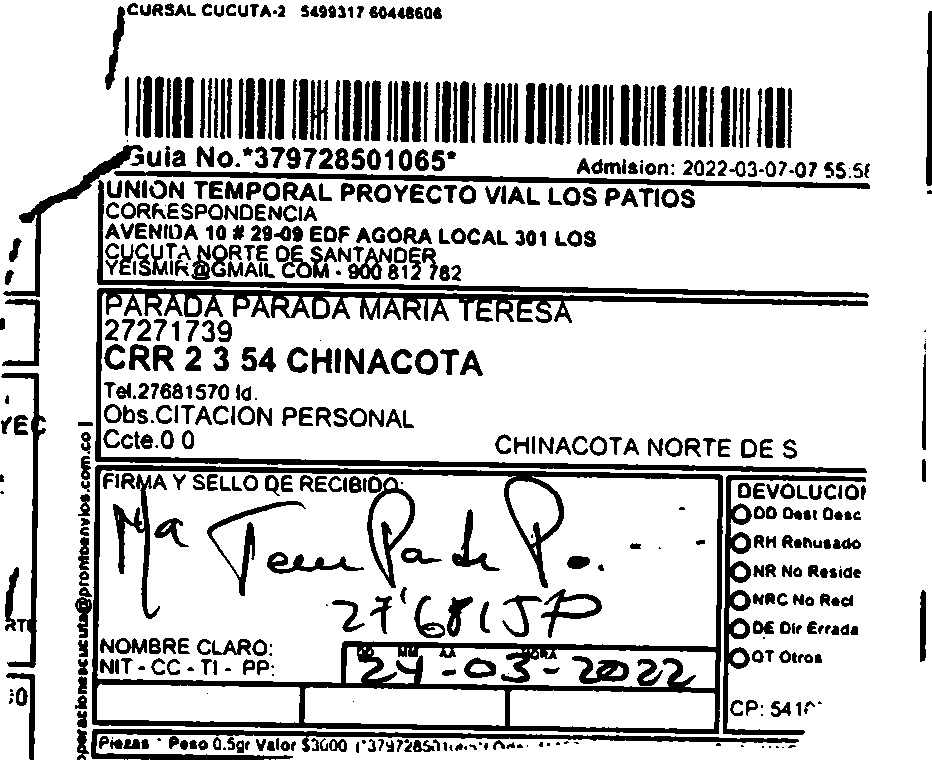 CURSAL CUCUTA-2 5499317 60448606
Guia No.*379728501065*
Admision: 2022-03-07-07 55:5
UNION TEMPORAL PROYECTO VIAL LOS PATIOS
CORRESPONDENCIA
AVENIDA 10 # 29-09 EDF AGORA LOCAL 301 LOS
CUCUTA NORTE DE SANTANDER
YEISMIR@GMAIL COM - 900 812 782
PARADA PARADA MARIA TERESA
27271739
CRR 2 3 54 CHINACOTA
Tel.27681570 Id.
Obs.CITACION PERSONAL
Ccte.0 0
CHINACOTA NORTE DE S
YEC
RTE
operacionescucuta@prontoenvios.com.co
FIRMA Y SELLO DE RECIBIDO:
Mª Parada P.
NOMBRE CLARO:
NIT - CC - TI - PP:
DD MM AA HORA
24-03-2022
DEVOLUCIO
DD Dest Desc
RH Rehusado
NR No Reside
NRC No Recl
DE Dir Errada
OT Otros
CP: 541
Piezas Peso 0.5gr Valor $3000